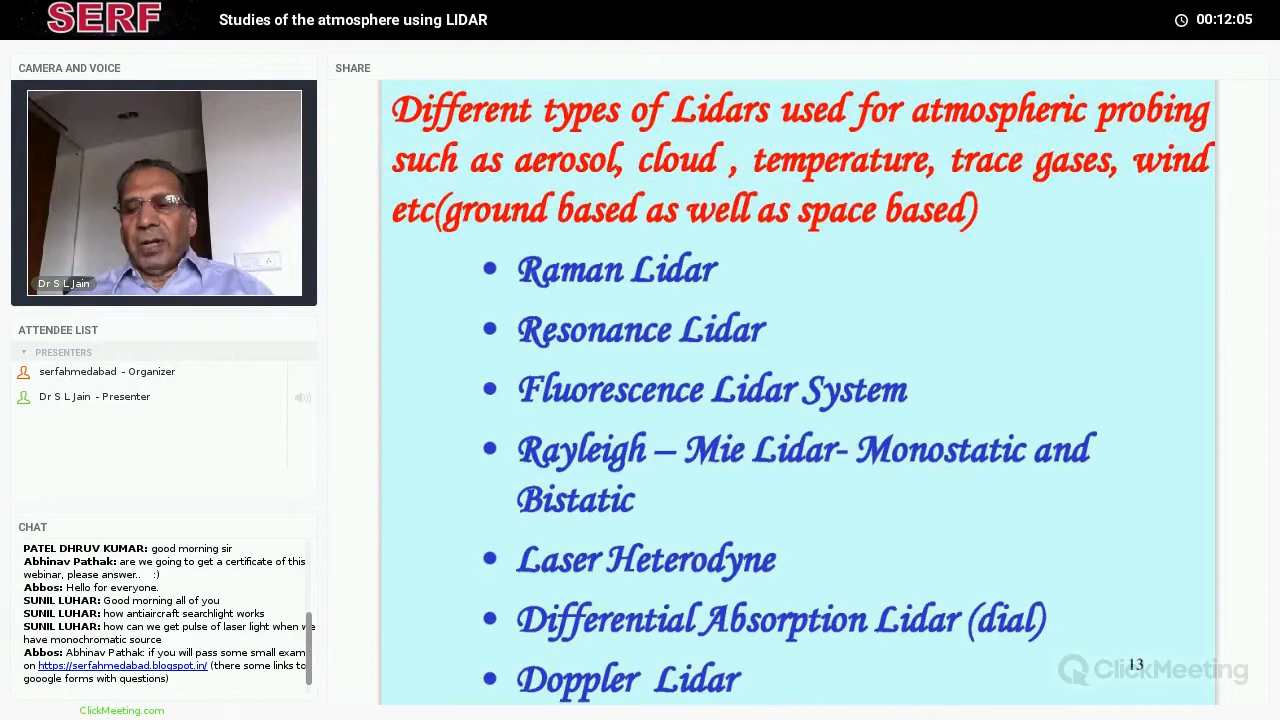 SERF
Studies of the atmosphere using LIDAR
00:12:05
CAMERA AND VOICE
Dr S L Jain
ATTENDEE LIST
PRESENTERS
serfahmedabad - Organizer
Dr S L Jain - Presenter
CHAT
PATEL DHRUV KUMAR: good morning sir
Abhinav Pathak: are we going to get a certificate of this
webinar, please answer.. :)
Abbos: Hello for everyone.
SUNIL LUHAR: Good morning all of you
SUNIL LUHAR: how antiaircraft searchlight works
SUNIL LUHAR: how can we get pulse of laser light when we
have monochromatic source
Abbos: Abhinav Pathak: if you will pass some small exam
on https://serfahmedabad.blogspot.in/ (there some links to
gooogle forms with questions)
ClickMeeting.com
SHARE
Different types of Lidars used for atmospheric probing
such as aerosol, cloud , temperature, trace gases, wind
etc(ground based as well as space based)
• Raman Lidar
• Resonance Lidar
• Fluorescence Lidar System
• Rayleigh – Mie Lidar- Monostatic and
Bistatic
• Laser Heterodyne
• Differential Absorption Lidar (dial)
• Doppler Lidar
13
ClickMeeting